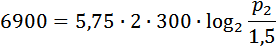 6900 = 5,75 · 2 · 300 · log₂ p₂/1,5